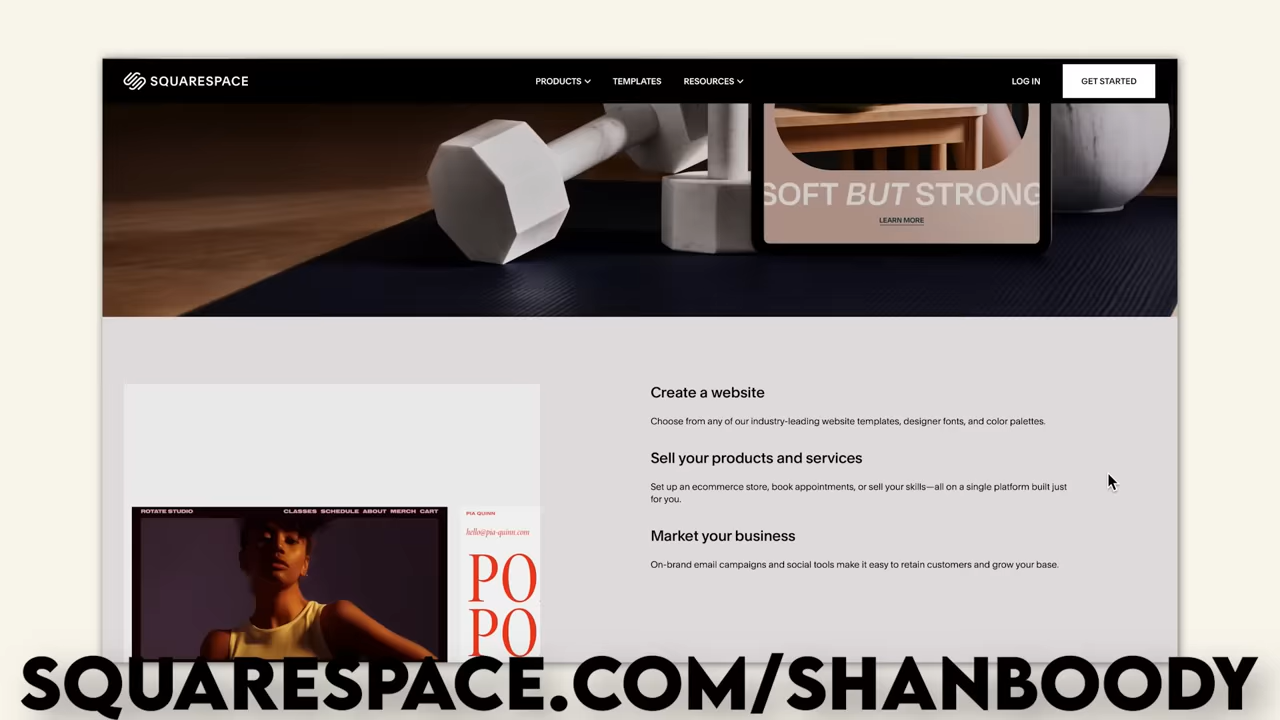 SQUARESPACE
PRODUCTS TEMPLATES RESOURCES
LOG IN GET STARTED
SOFT BUT STRONG
LEARN MORE
Create a website
Choose from any of our industry-leading website templates, designer fonts, and color palettes.
Sell your products and services
Set up an ecommerce store, book appointments, or sell your skills—all on a single platform built just
for you.
Market your business
On-brand email campaigns and social tools make it easy to retain customers and grow your base.
ROTATE STUDIO CLASSES SCHEDULE ABOUT MERCH CART
PIA QUINN
hello@pia-quinn.com
PO
PO
SQUARESPACE.COM/SHANBOODY